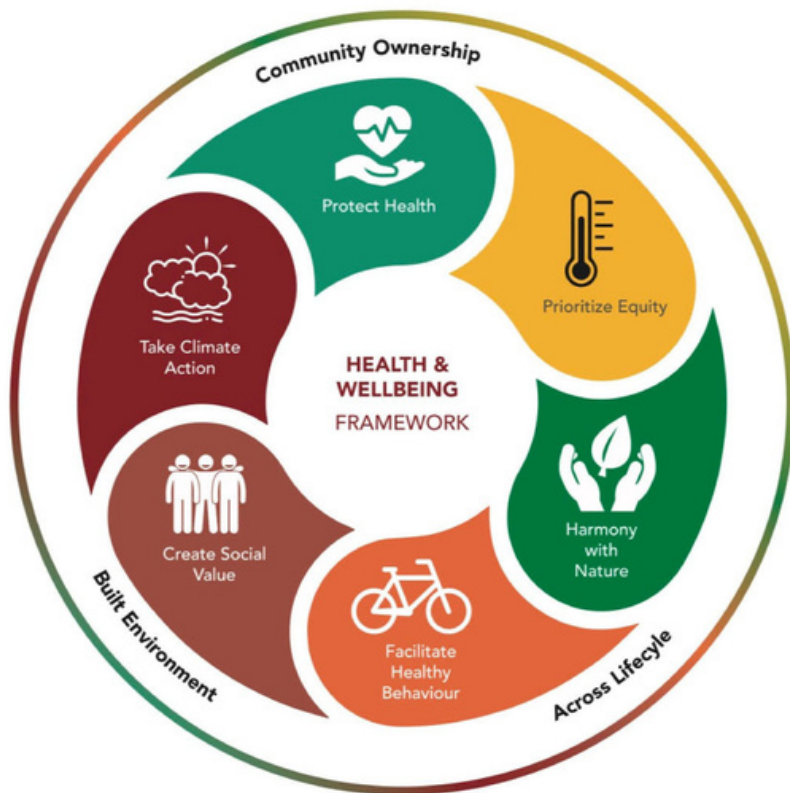 Community Ownership
Protect Health
Prioritize Equity
Take Climate
Action
HEALTH &
WELLBEING
FRAMEWORK
Harmony
with
Nature
Create Social
Value
Facilitate
Healthy
Behaviour
Built Environment
Across Lifecyle